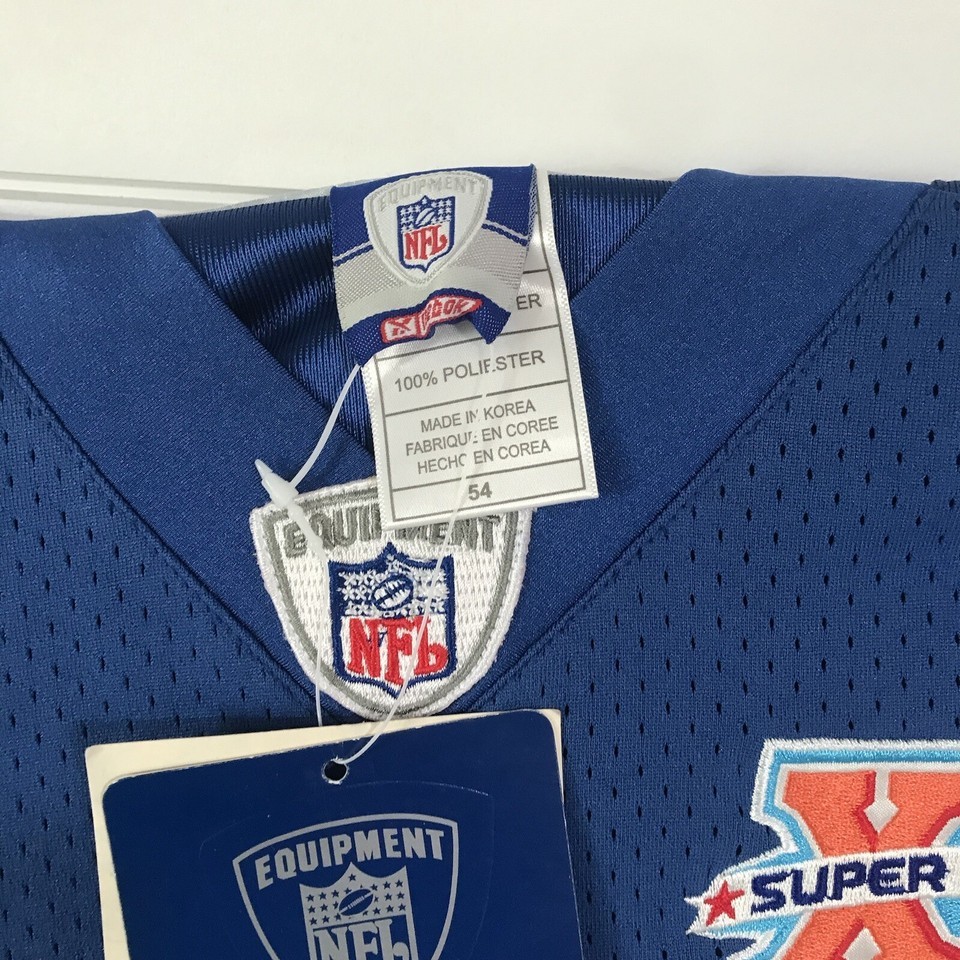 EQUIPMENT
NFL
Reebok
ER
100% POLIESTER
MADE IN KOREA
FABRIQUE EN COREE
HECHO EN COREA
54
EQUIPMENT
NFL
EQUIPMENT
NFL
X
SUPER